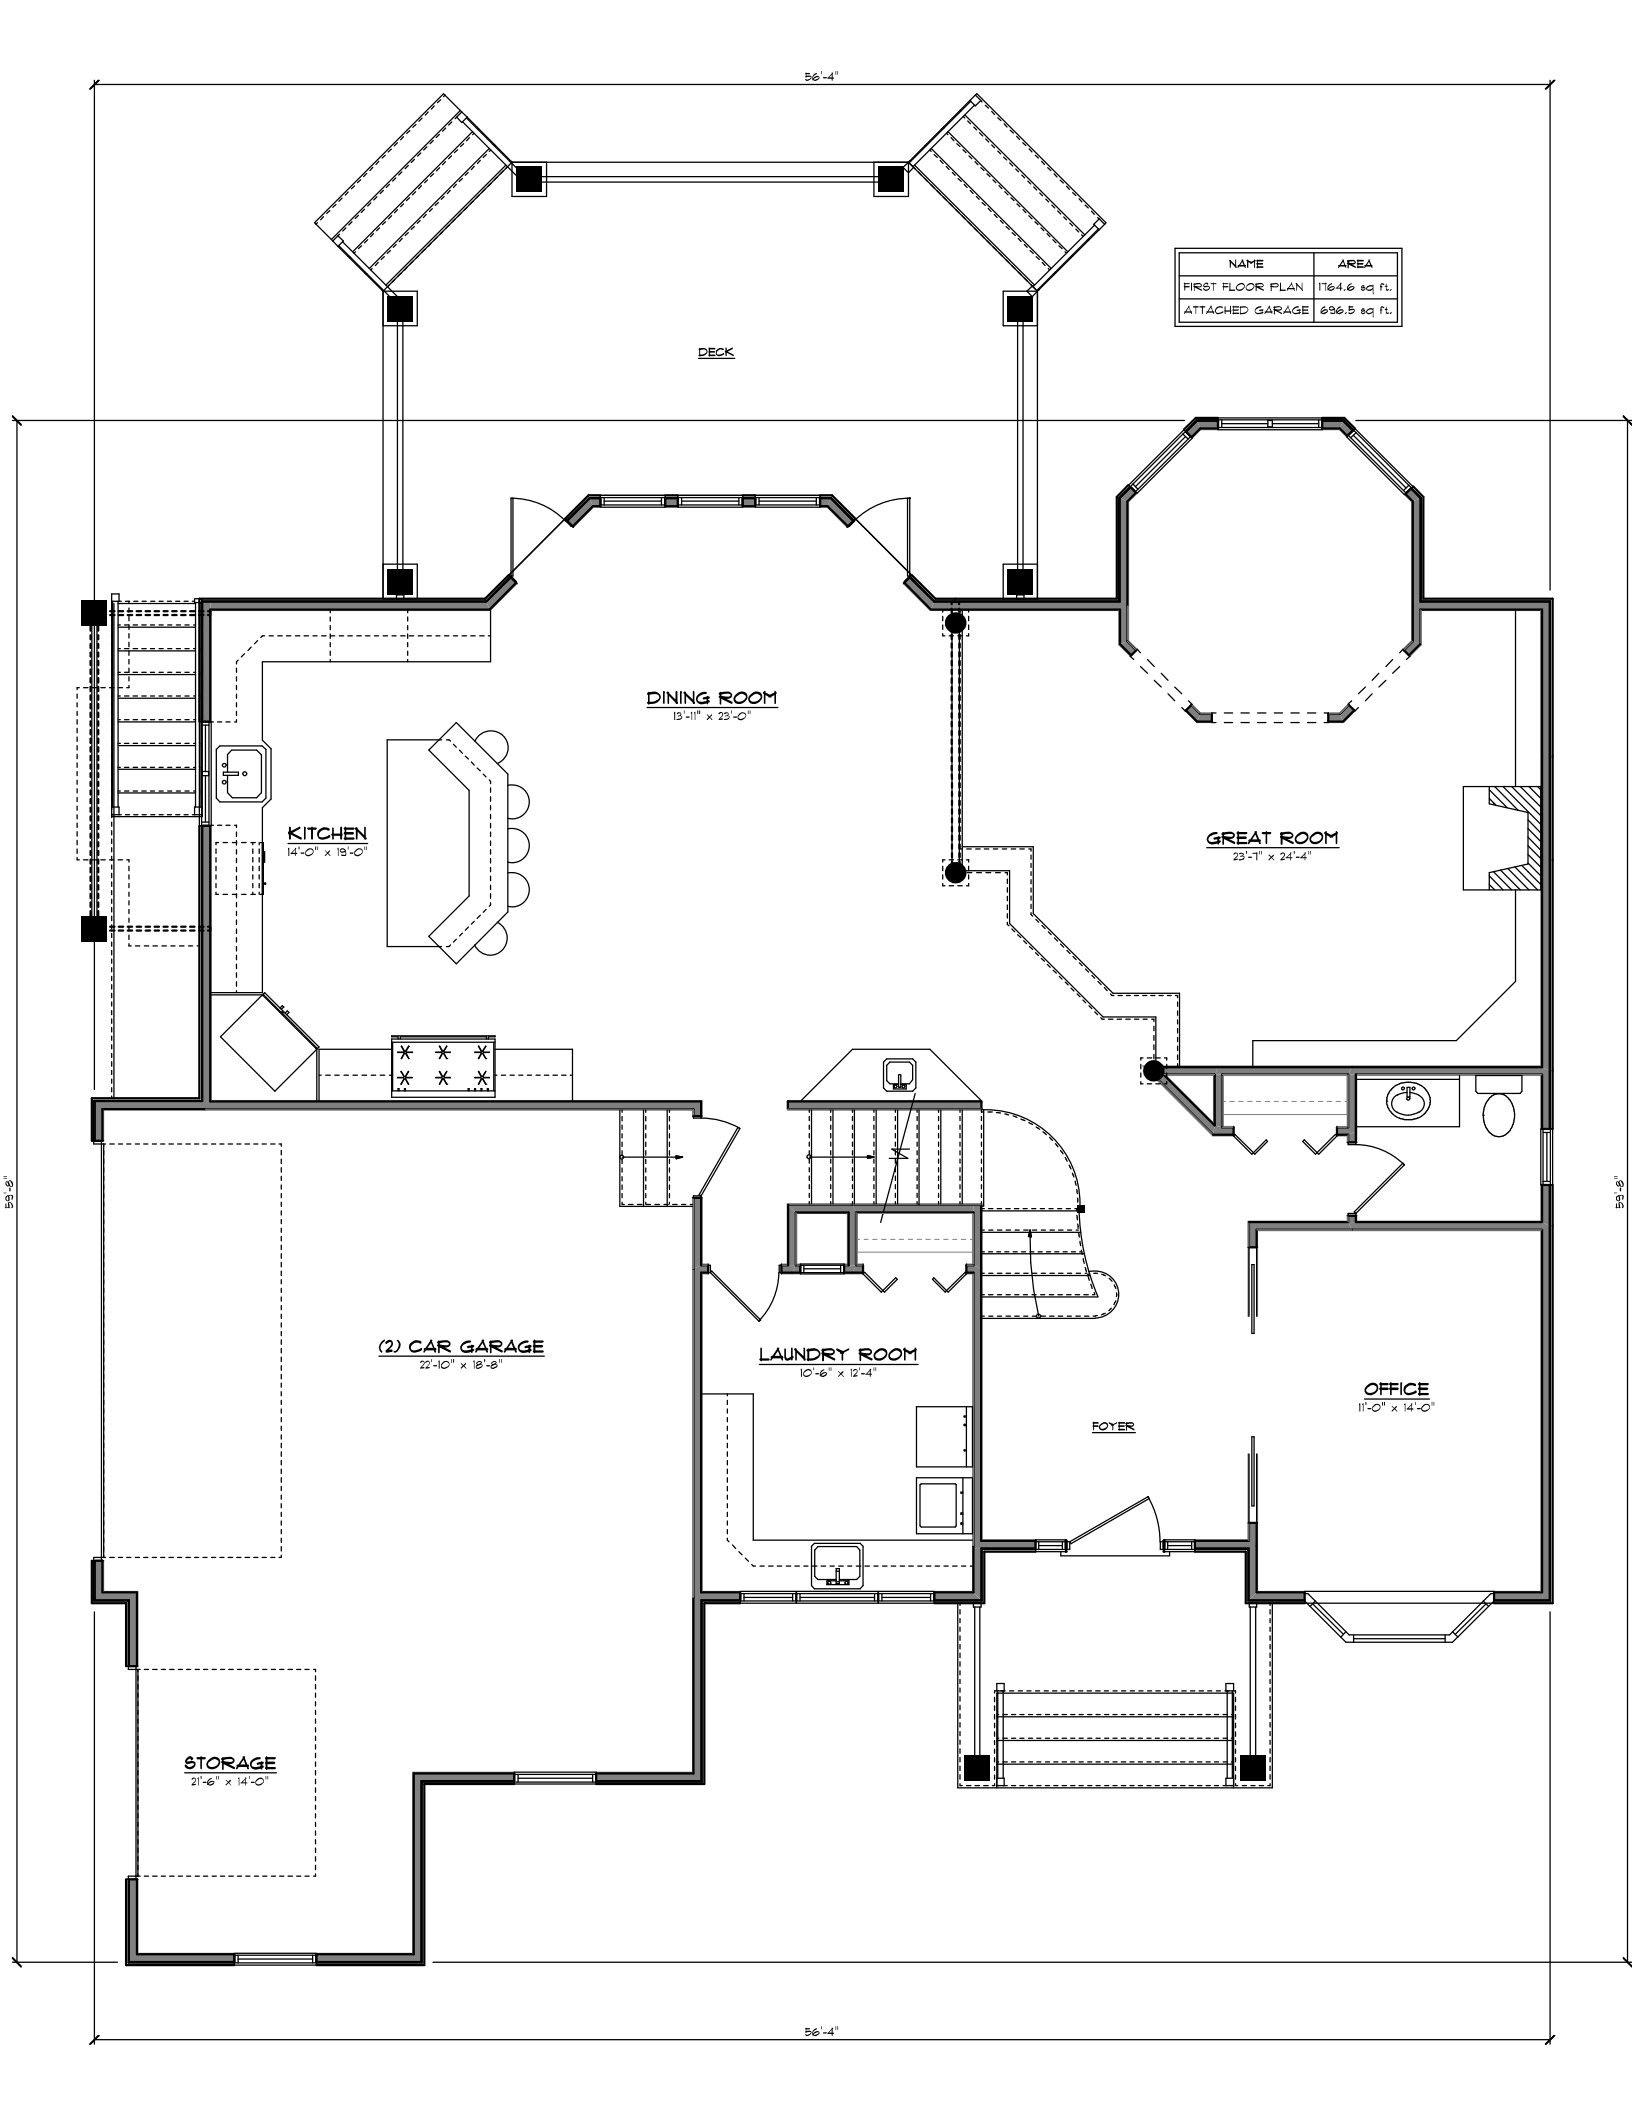 56'-4"
NAME AREA
FIRST FLOOR PLAN 1764.6 sq ft.
ATTACHED GARAGE 696.5 sq ft.
DECK
DINING ROOM
13'-11" x 23'-0"
KITCHEN
14'-0" x 19'-0"
GREAT ROOM
23'-7" x 24'-4"
59'-8"
59'-8"
(2) CAR GARAGE
22'-10" x 18'-8"
LAUNDRY ROOM
10'-6" x 12'-4"
OFFICE
11'-0" x 14'-0"
FOYER
STORAGE
21'-6" x 14'-0"
56'-4"